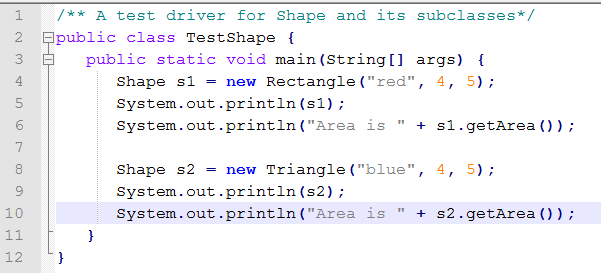 1 /** A test driver for Shape and its subclasses*/
2 public class TestShape {
3 public static void main(String[] args) {
4 Shape s1 = new Rectangle("red", 4, 5);
5 System.out.println(s1);
6 System.out.println("Area is " + s1.getArea());
7
8 Shape s2 = new Triangle("blue", 4, 5);
9 System.out.println(s2);
10 System.out.println("Area is " + s2.getArea());
11 }
12 }